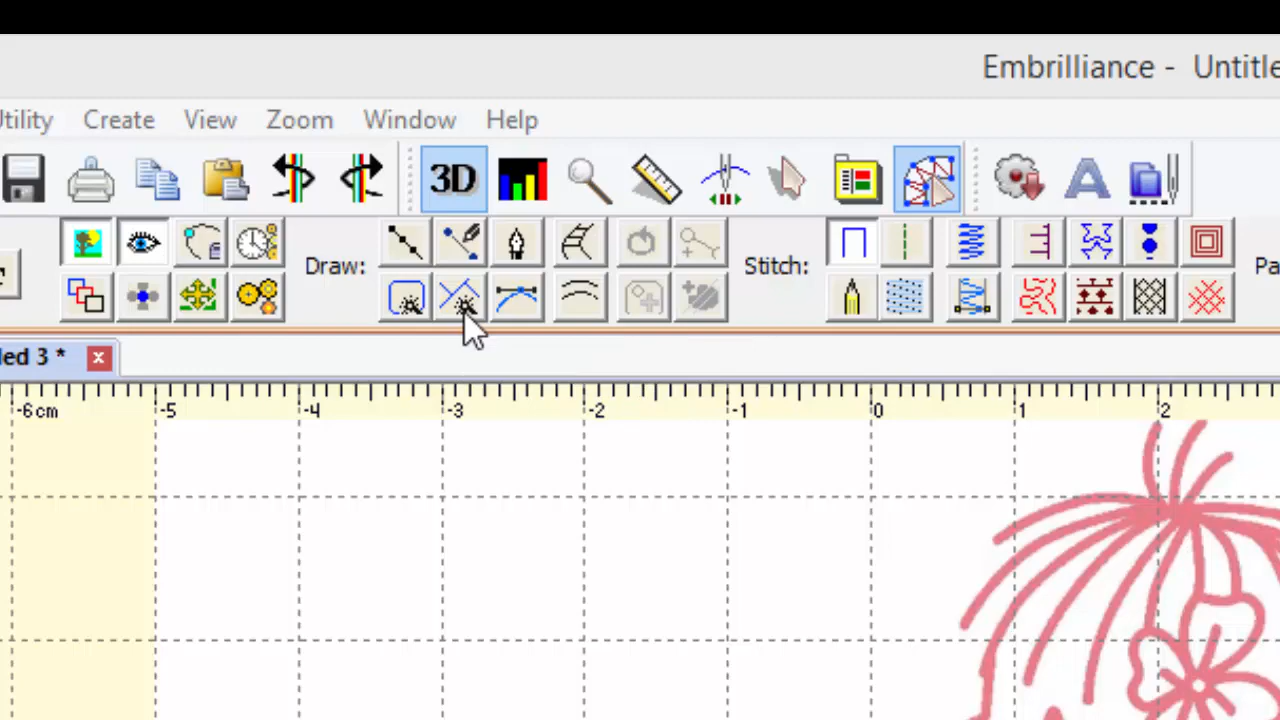 Embrilliance - Untitle
Utility Create View Zoom Window Help
3D
Draw: Stitch: Pa
led 3 * x
-6cm -5 -4 -3 -2 -1 0 1 2